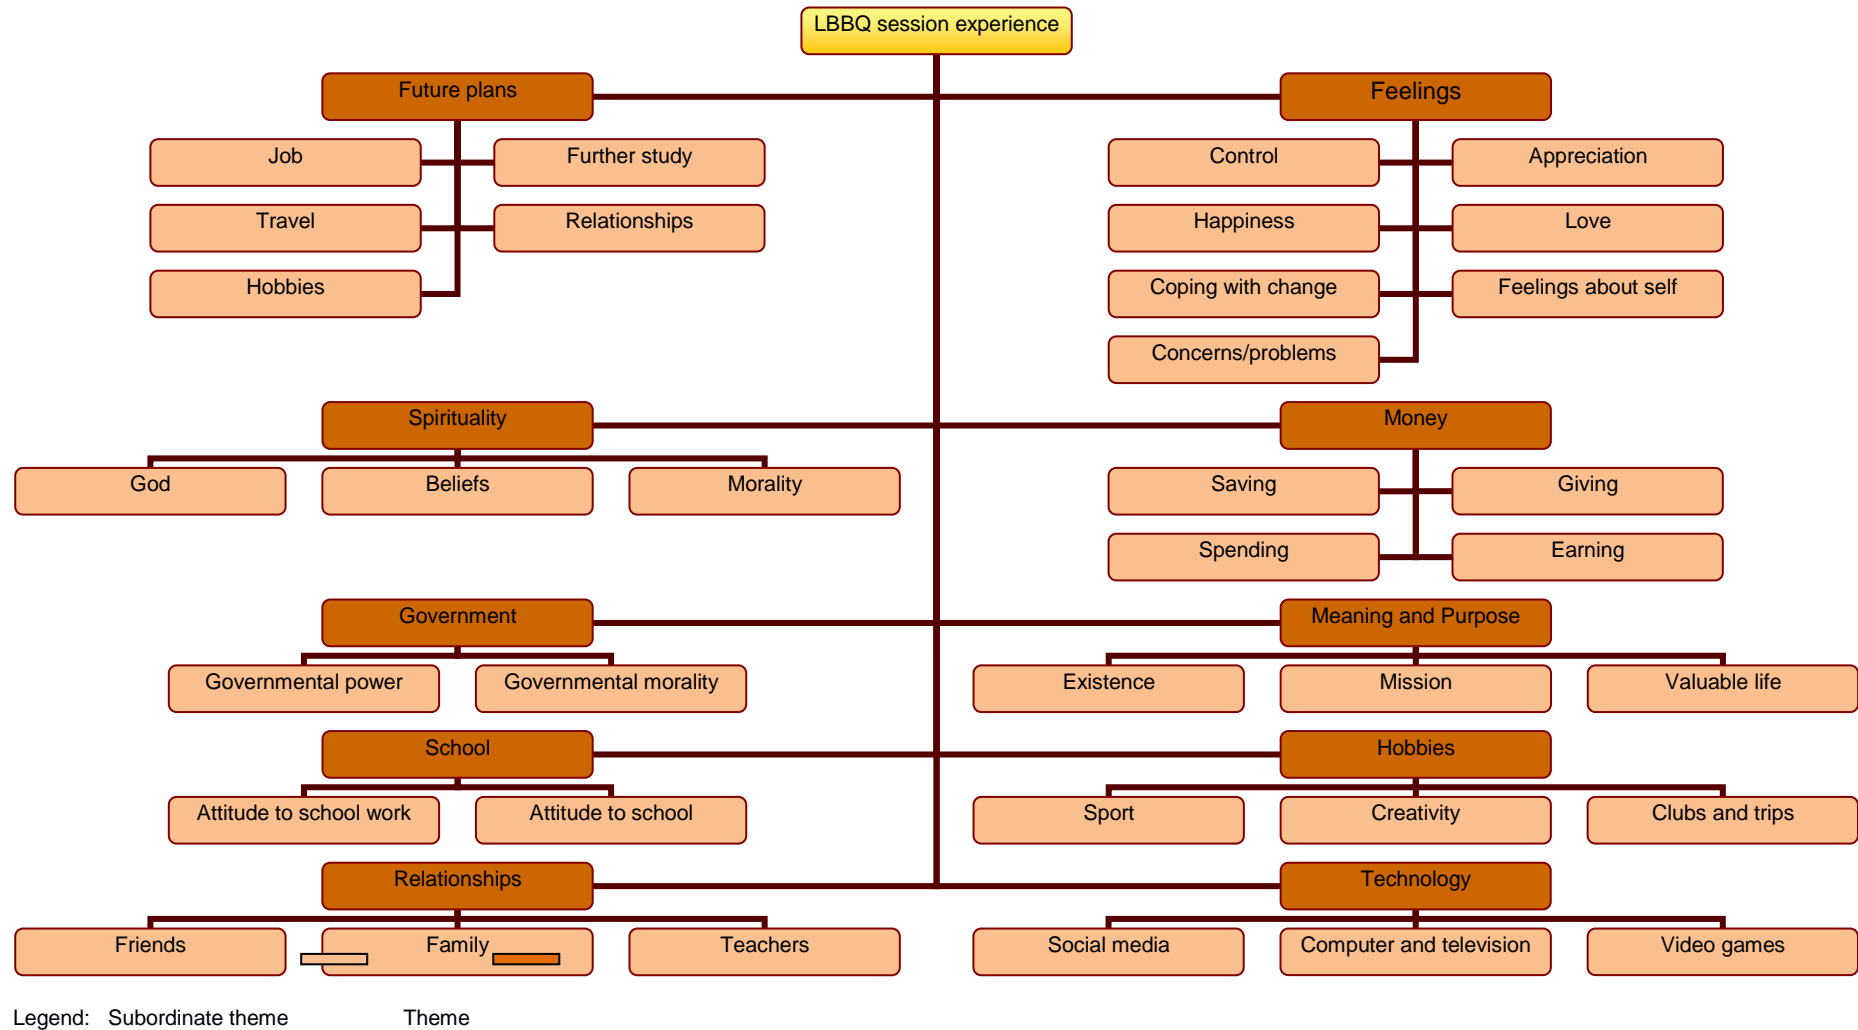 LBBQ session experience
Future plans
Feelings
Job
Further study
Control
Appreciation
Travel
Relationships
Happiness
Love
Hobbies
Coping with change
Feelings about self
Concerns/problems
Spirituality
Money
God
Beliefs
Morality
Saving
Giving
Spending
Earning
Government
Meaning and Purpose
Governmental power
Governmental morality
Existence
Mission
Valuable life
School
Hobbies
Attitude to school work
Attitude to school
Sport
Creativity
Clubs and trips
Relationships
Technology
Friends
Family
Teachers
Social media
Computer and television
Video games
Legend: Subordinate theme Theme